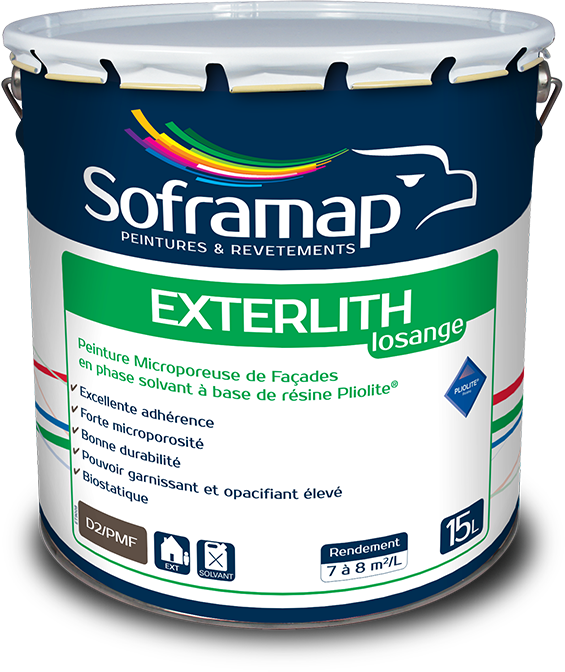 Soframap
PEINTURES & REVETEMENTS
EXTERLITH
losange
Peinture Microporeuse de Façades
en phase solvant à base de résine Pliolite®
Excellente adhérence
Forte microporosité
Bonne durabilité
Pouvoir garnissant et opacifiant élevé
Biostatique
PLIOLITE®
D2/PMF
EXT
SOLVANT
Rendement
7 à 8 m²/L
15L